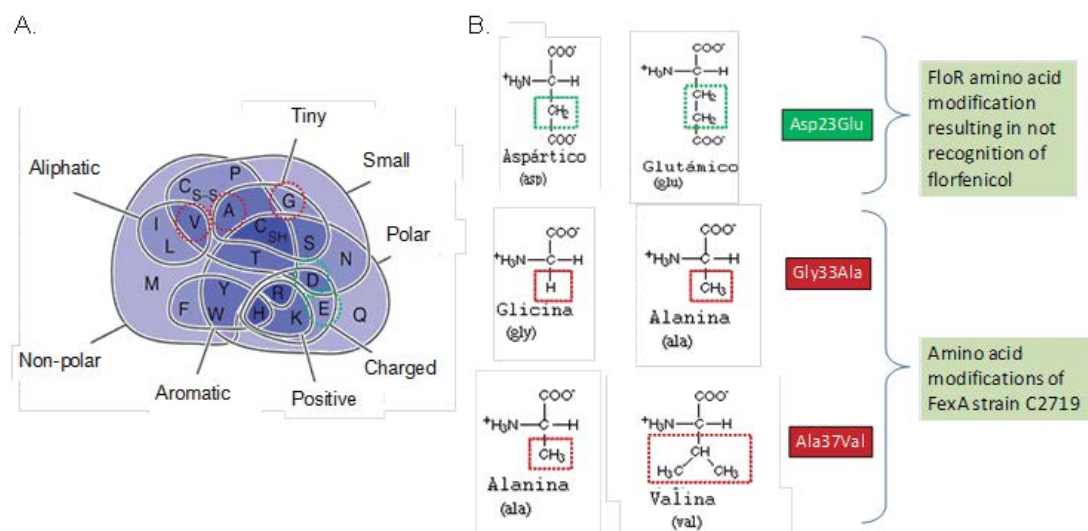 A.
Tiny
Small
Aliphatic
Polar
Non-polar
Aromatic
Positive
Charged
P
C S-S
A
G
I
V
L
C SH
S
N
T
M
D
Y
R
E
F
W
H
K
Q
B.
COO-
+H3N—C—H
CH2
COO-
Aspártico
(asp)
COO-
+H3N—C—H
CH2
CH2
COO-
Glutámico
(glu)
Asp23Glu
FloR amino acid
modification
resulting in not
recognition of
florfenicol
COO-
+H3N—C—H
H
Glicina
(gly)
COO-
+H3N—C—H
CH3
Alanina
(ala)
Gly33Ala
COO-
+H3N—C—H
CH3
Alanina
(ala)
COO-
+H3N—C—H
CH
H3C CH3
Valina
(val)
Ala37Val
Amino acid
modifications of
FexA strain C2719